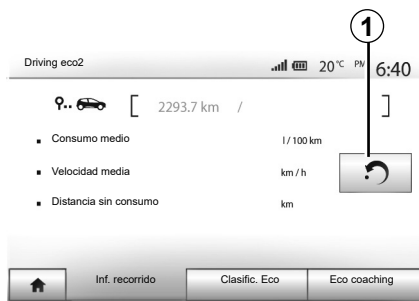 1
Driving eco2 20°C PM 6:40
[ 2293.7 km / ]
Consumo medio l / 100 km
Velocidad media km / h
Distancia sin consumo km
Inf. recorrido Clasific. Eco Eco coaching